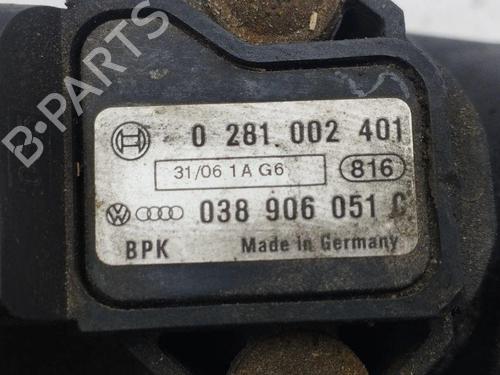 B-PARTS
0 281 002 401
31/06 1A G6 816
038 906 051 C
BPK Made in Germany